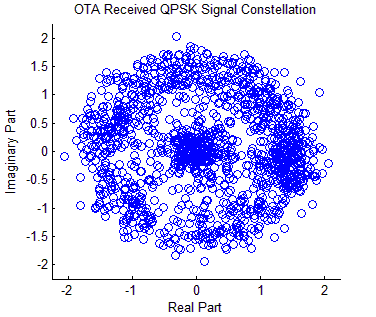 OTA Received QPSK Signal Constellation
2
1.5
1
0.5
0
-0.5
-1
-1.5
-2
Imaginary Part
-2 -1 0 1 2
Real Part